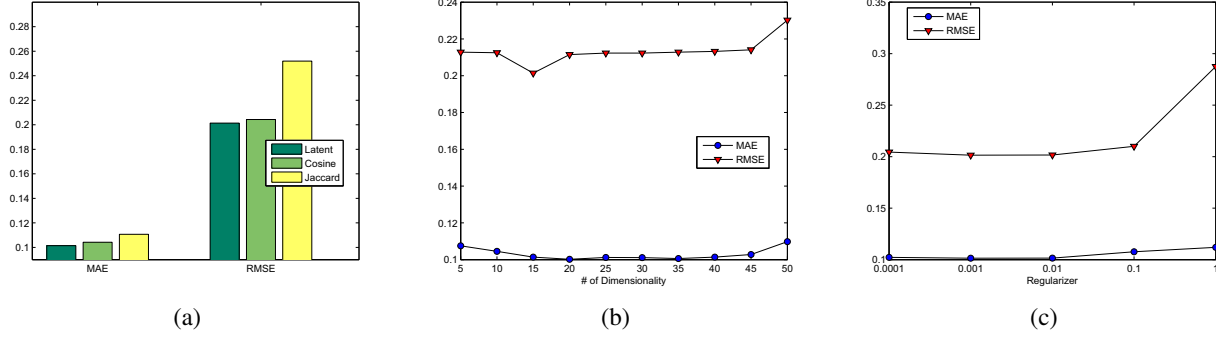 0.28
0.26
0.24
0.22
0.2
0.18
0.16
0.14
0.12
0.1
Latent
Cosine
Jaccard
MAE RMSE
(a)
0.24
0.22
0.2
0.18
0.16
0.14
0.12
0.1
MAE
RMSE
5 10 15 20 25 30 35 40 45 50
# of Dimensionality
(b)
0.35
0.3
0.25
0.2
0.15
0.1
MAE
RMSE
0.0001 0.001 0.01 0.1 1
Regularizer
(c)